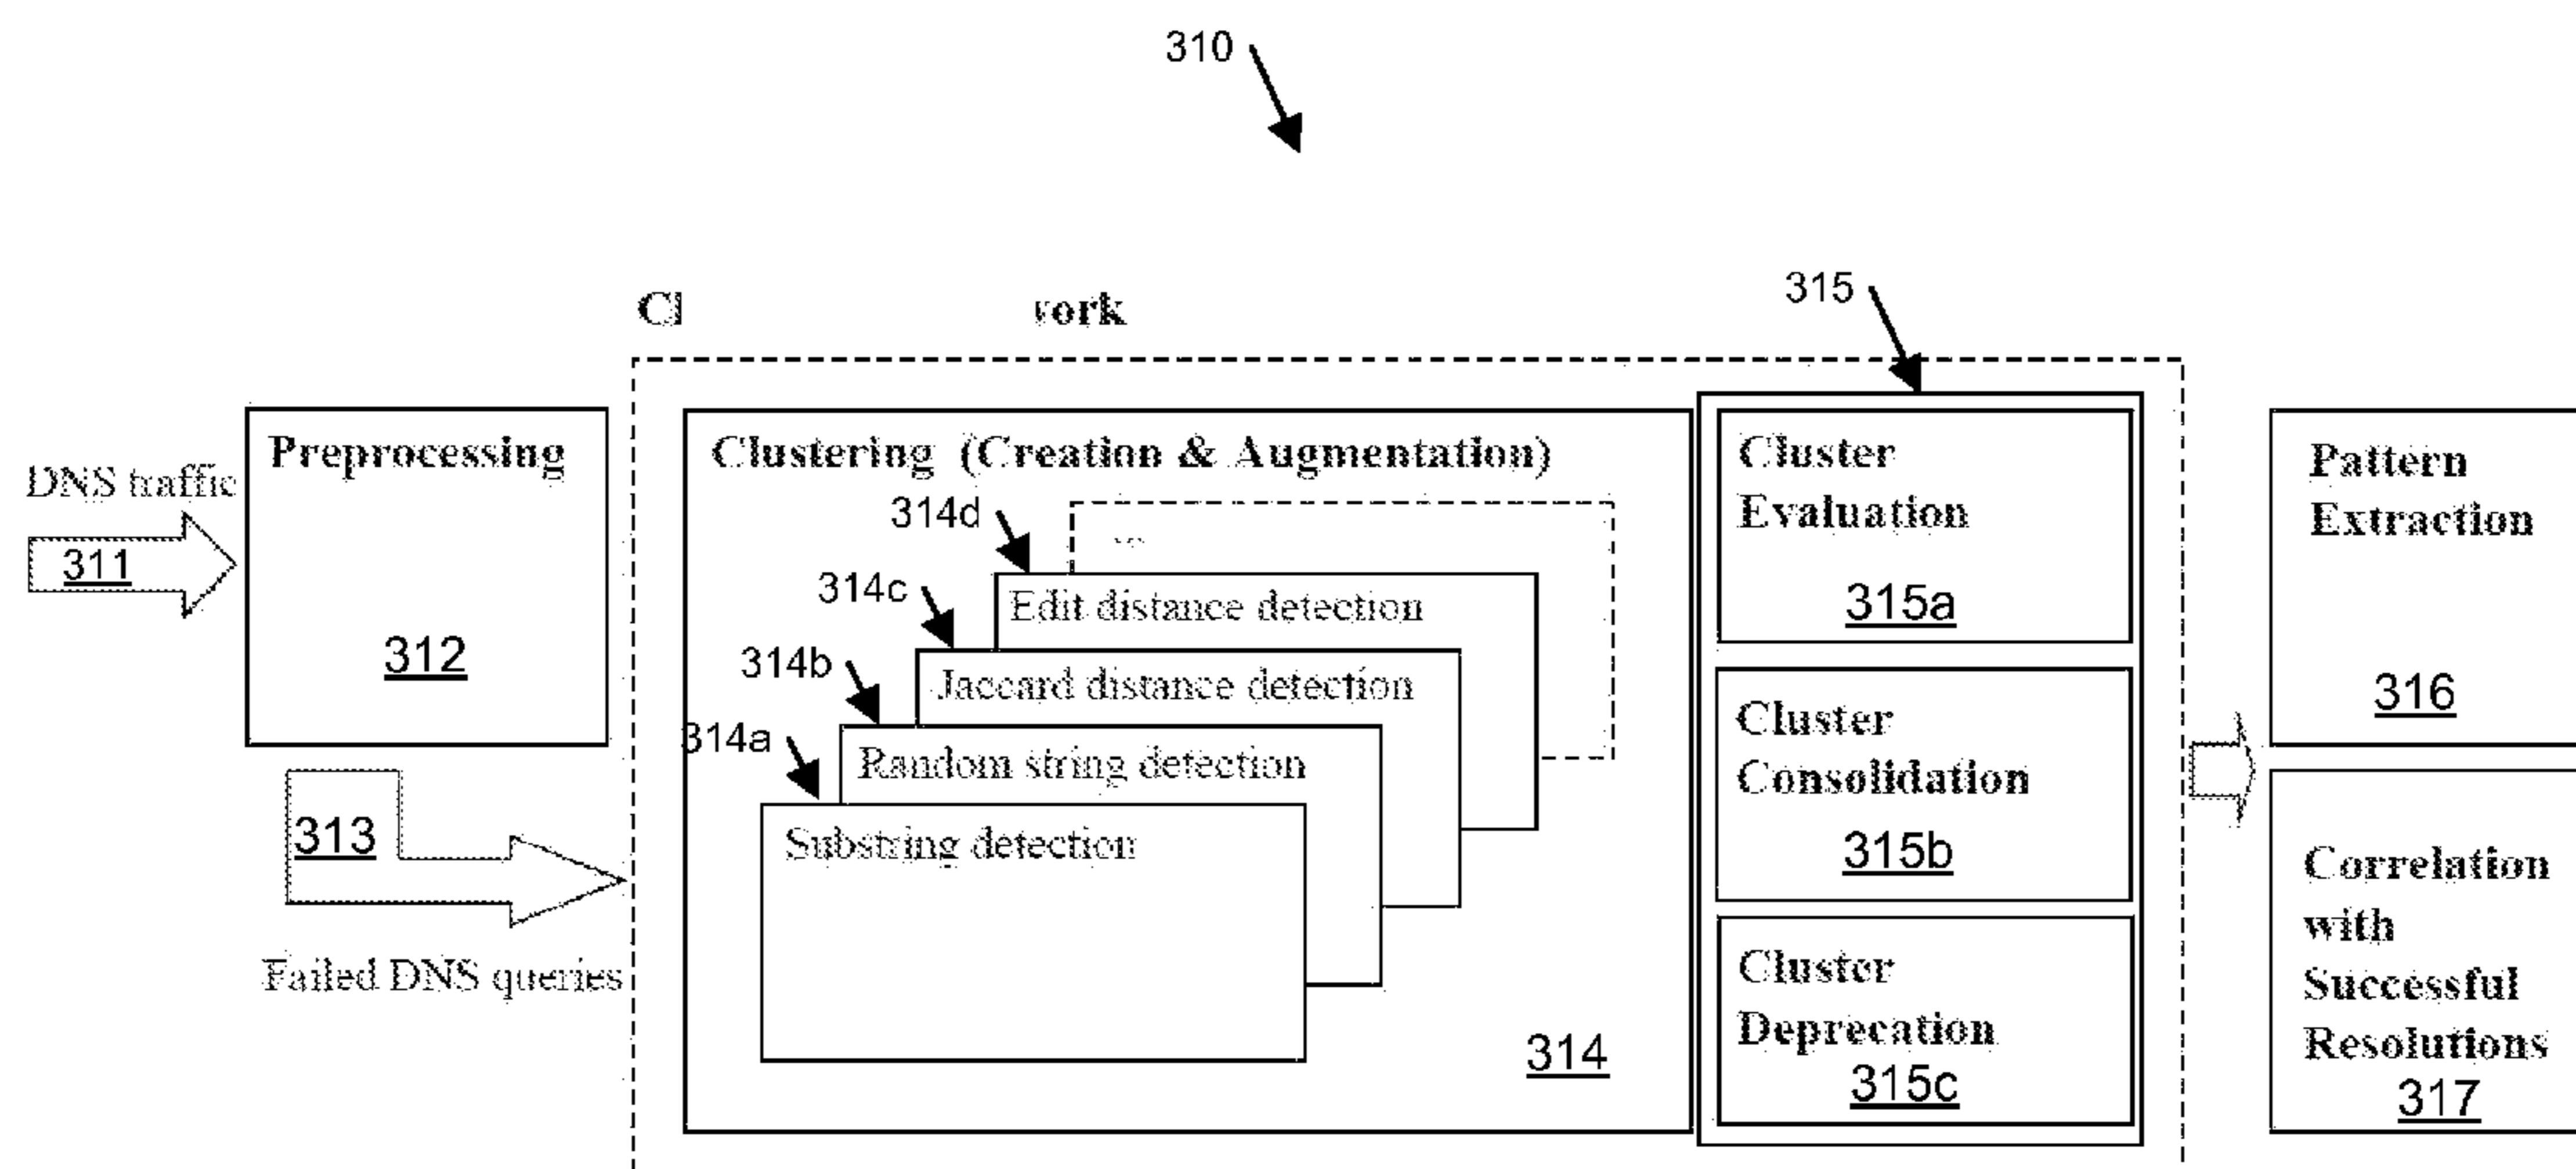 310
315
DNS traffic
311
Preprocessing
312
313
Failed DNS queries
Clustering (Creation & Augmentation)
314d
...
314c
Edit distance detection
314b
Jaccard distance detection
314a
Random string detection
Substring detection
314
Cluster
Evaluation
315a
Cluster
Consolidation
315b
Cluster
Deprecation
315c
Pattern
Extraction
316
Correlation
with
Successful
Resolutions
317